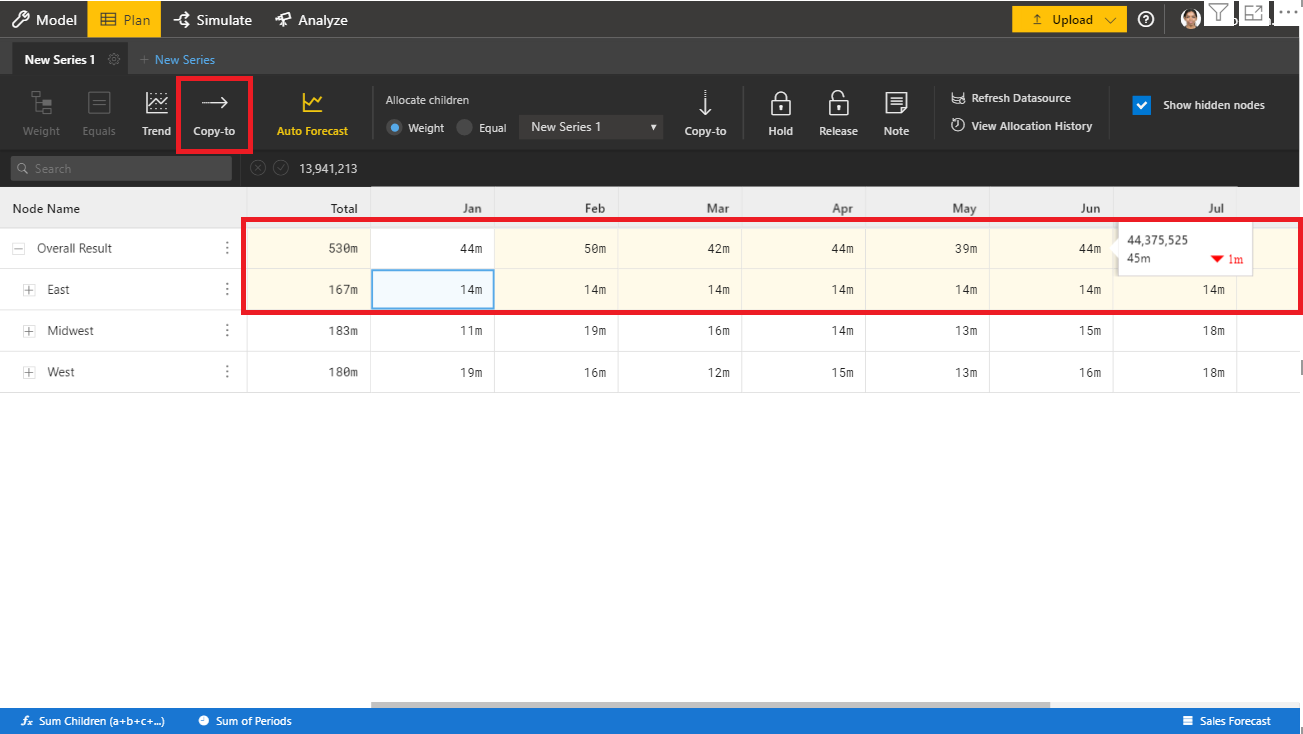 Model Plan Simulate Analyze Upload
New Series 1 + New Series
Weight Equals Trend Copy-to Auto Forecast
Allocate children
Weight Equal New Series 1
Copy-to Hold Release Note
Refresh Datasource
View Allocation History
Show hidden nodes
Search 13,941,213
Node Name Total Jan Feb Mar Apr May Jun Jul
Overall Result 530m 44m 50m 42m 44m 39m 44m
44,375,525
45m 1m
East 167m 14m 14m 14m 14m 14m 14m 14m
Midwest 183m 11m 19m 16m 14m 13m 15m 18m
West 180m 19m 16m 12m 15m 13m 16m 18m
fx Sum Children (a+b+c+...) Sum of Periods Sales Forecast